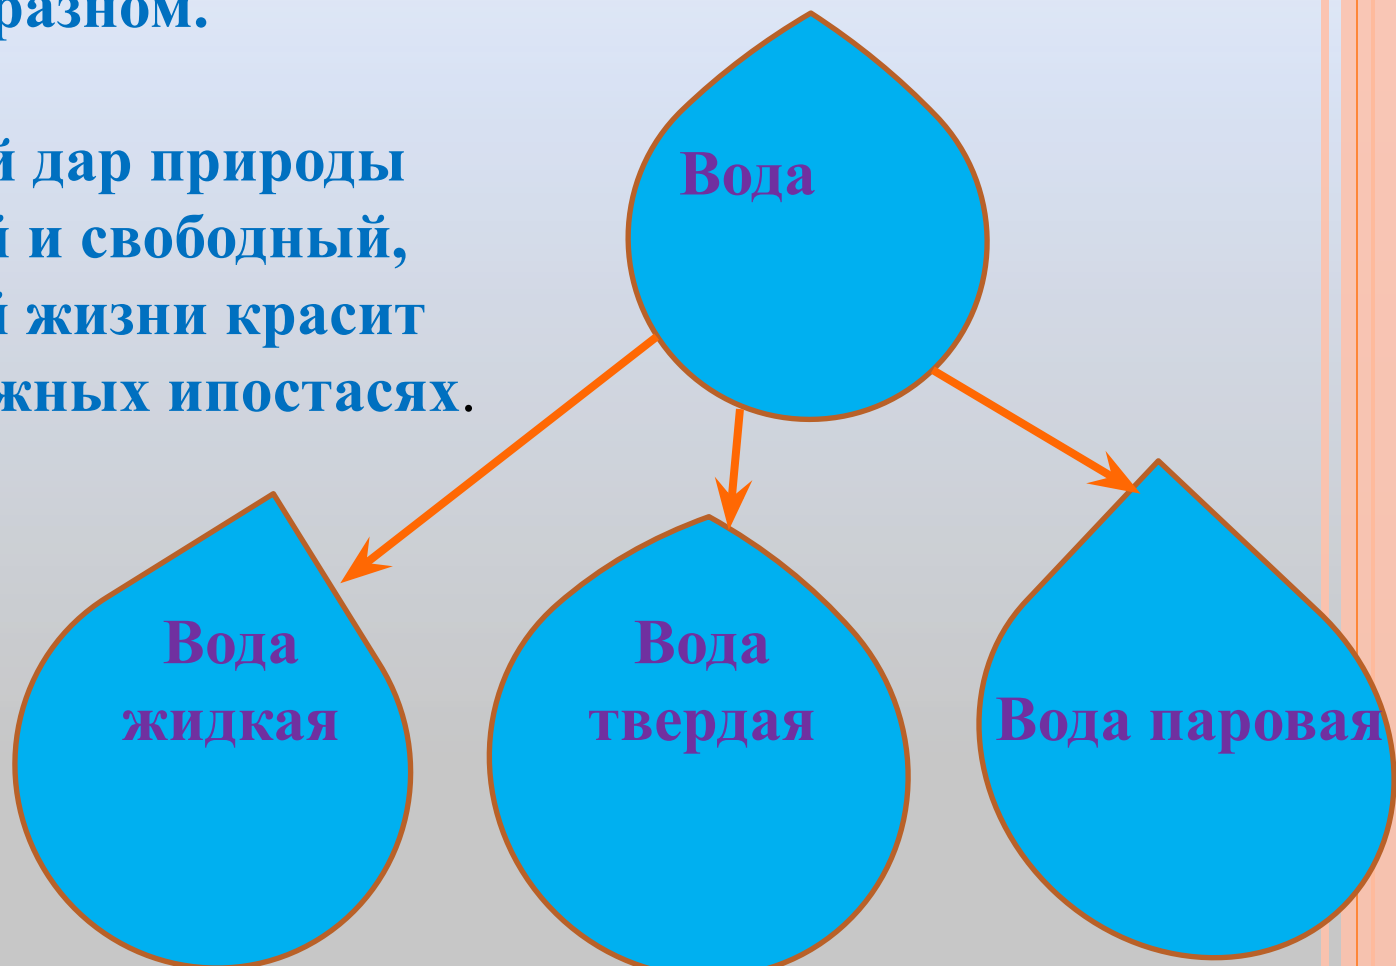 разном.
й дар природы
й и свободный,
й жизни красит
жных ипостасях.
Вода
Вода
жидкая
Вода
твердая
Вода паровая